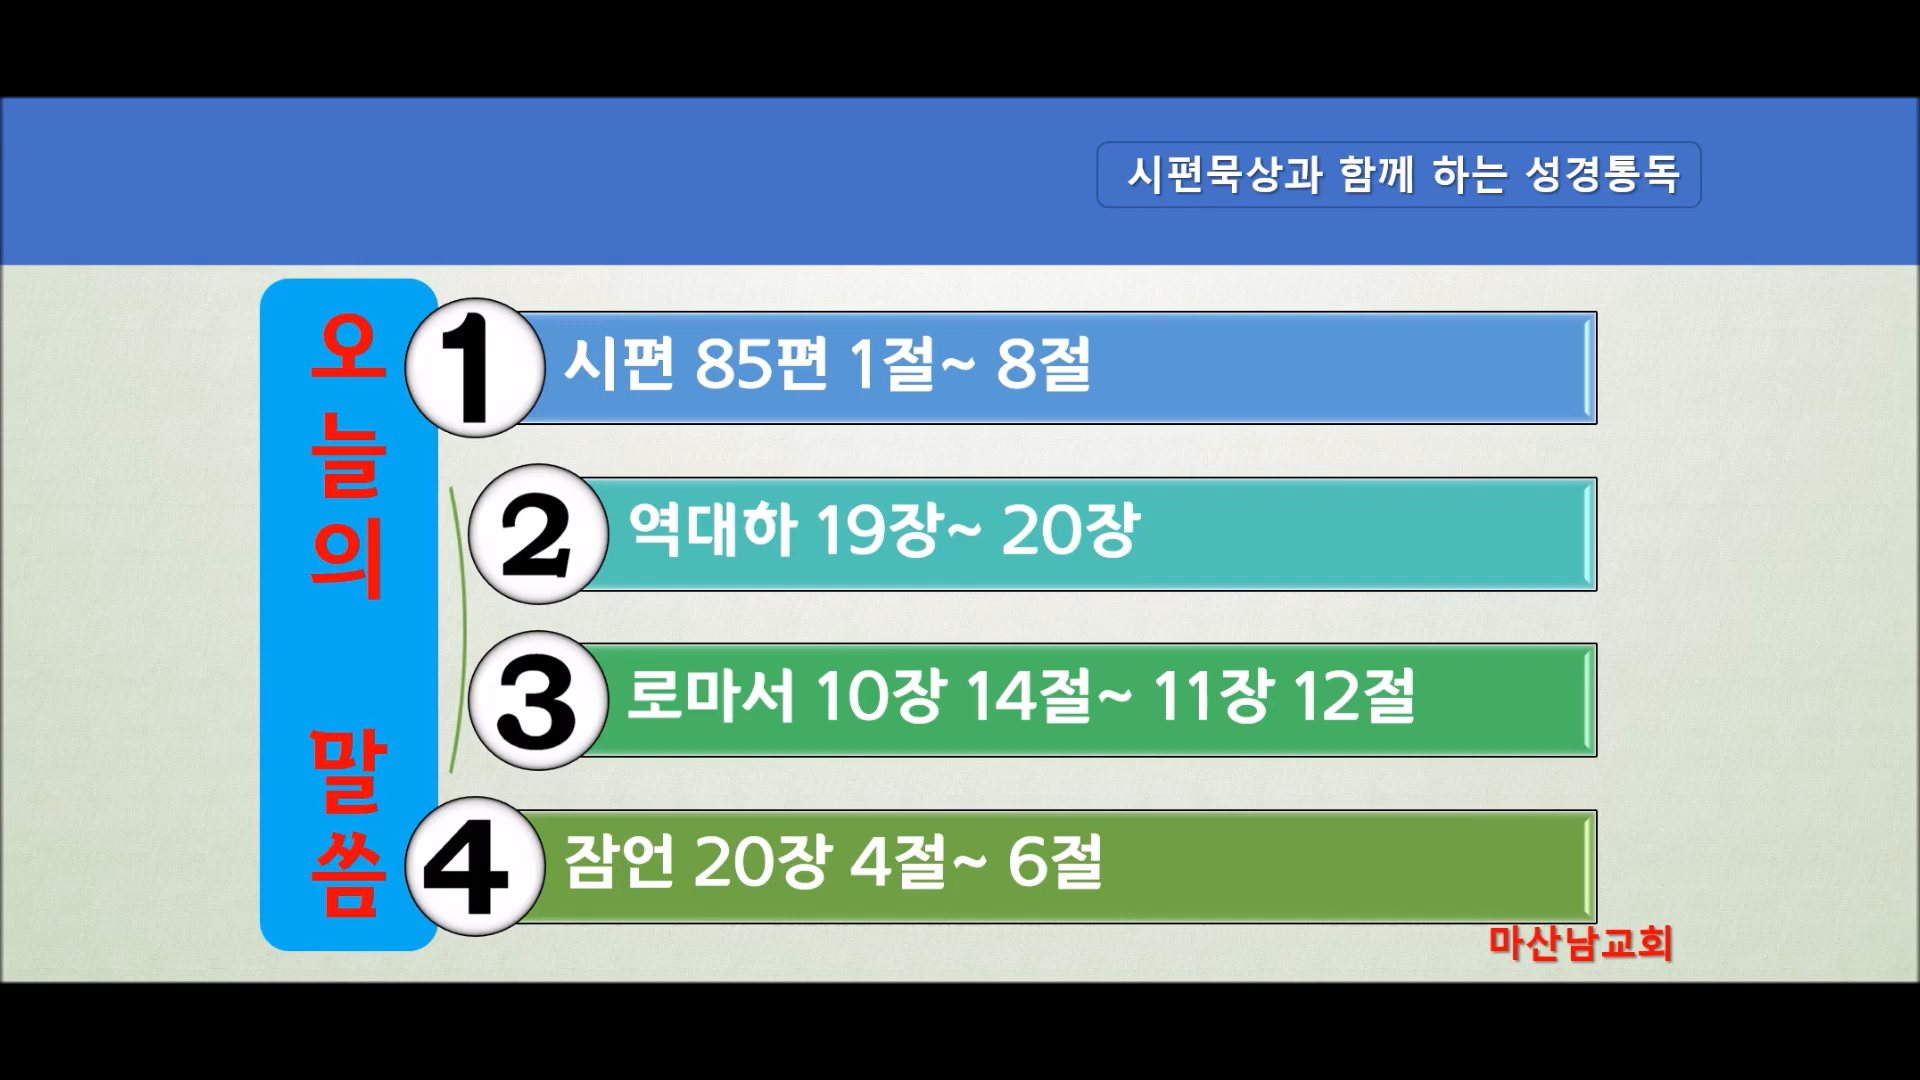 시편묵상과 함께 하는 성경통독
오늘의 말씀
1 시편 85편 1절~ 8절
2 역대하 19장~ 20장
3 로마서 10장 14절~ 11장 12절
4 잠언 20장 4절~ 6절
마산남교회